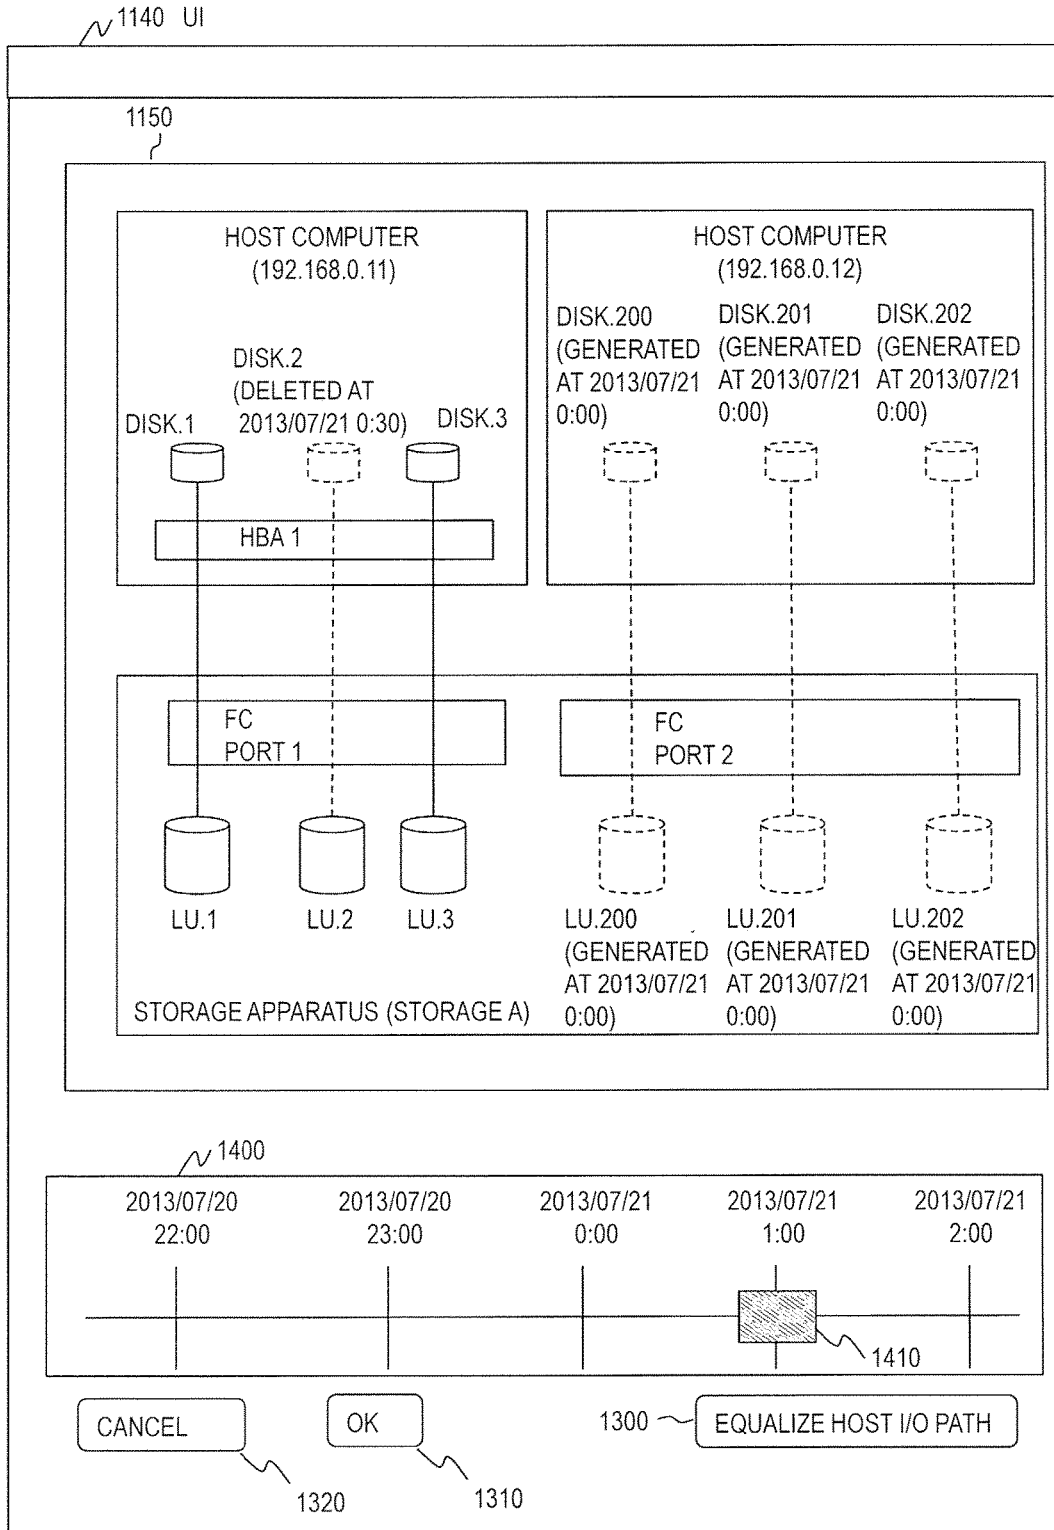 1140 UI
1150
HOST COMPUTER
(192.168.0.11)
DISK.1
DISK.2
(DELETED AT
2013/07/21 0:30)
DISK.3
HBA 1
HOST COMPUTER
(192.168.0.12)
DISK.200
(GENERATED
AT 2013/07/21
0:00)
DISK.201
(GENERATED
AT 2013/07/21
0:00)
DISK.202
(GENERATED
AT 2013/07/21
0:00)
FC
PORT 1
FC
PORT 2
LU.1
LU.2
LU.3
LU.200
(GENERATED
AT 2013/07/21
0:00)
LU.201
(GENERATED
AT 2013/07/21
0:00)
LU.202
(GENERATED
AT 2013/07/21
0:00)
STORAGE APPARATUS (STORAGE A)
1400
2013/07/20
22:00
2013/07/20
23:00
2013/07/21
0:00
2013/07/21
1:00
2013/07/21
2:00
1410
CANCEL
OK
1300
EQUALIZE HOST I/O PATH
1320
1310